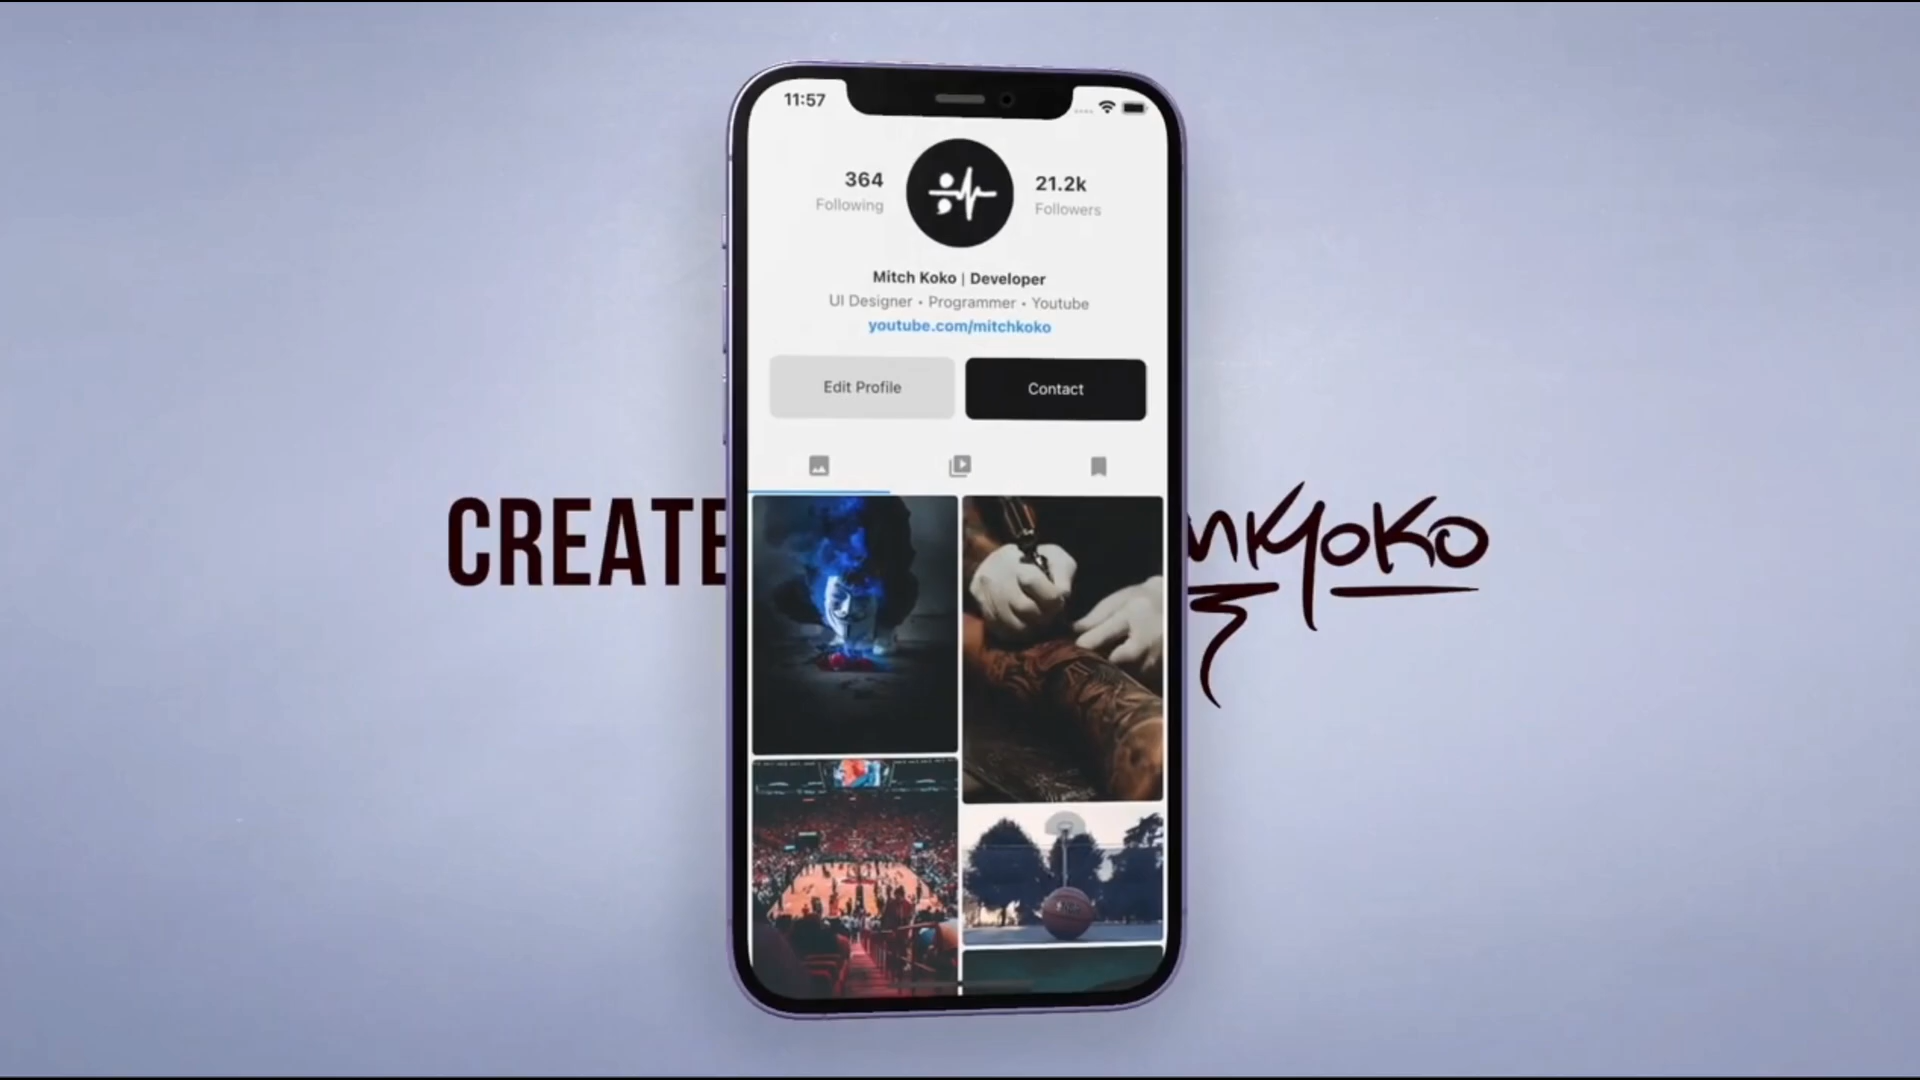 11:57
364
Following
21.2k
Followers
Mitch Koko | Developer
UI Designer • Programmer • Youtube
youtube.com/mitchkoko
Edit Profile
Contact
CREATE